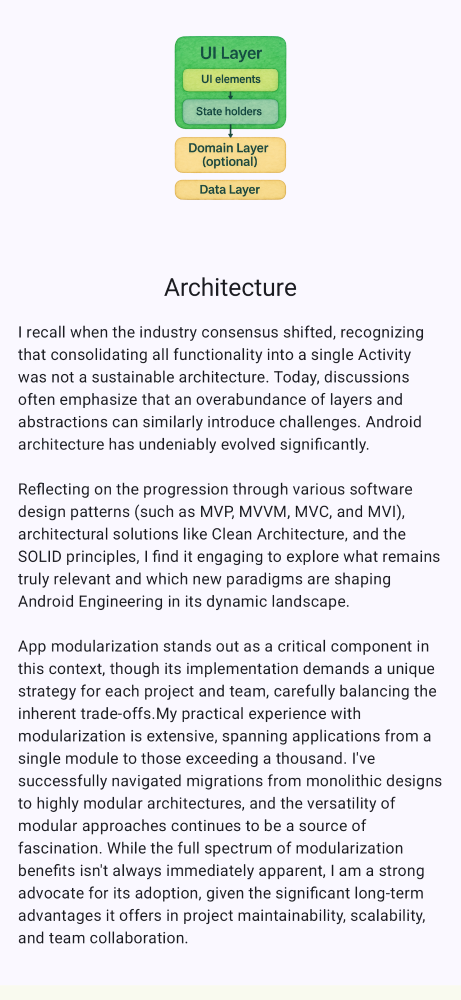 UI Layer
UI elements
State holders
Domain Layer
(optional)
Data Layer
Architecture
I recall when the industry consensus shifted, recognizing
that consolidating all functionality into a single Activity
was not a sustainable architecture. Today, discussions
often emphasize that an overabundance of layers and
abstractions can similarly introduce challenges. Android
architecture has undeniably evolved significantly.
Reflecting on the progression through various software
design patterns (such as MVP, MVVM, MVC, and MVI),
architectural solutions like Clean Architecture, and the
SOLID principles, I find it engaging to explore what remains
truly relevant and which new paradigms are shaping
Android Engineering in its dynamic landscape.
App modularization stands out as a critical component in
this context, though its implementation demands a unique
strategy for each project and team, carefully balancing the
inherent trade-offs.My practical experience with
modularization is extensive, spanning applications from a
single module to those exceeding a thousand. I've
successfully navigated migrations from monolithic designs
to highly modular architectures, and the versatility of
modular approaches continues to be a source of
fascination. While the full spectrum of modularization
benefits isn't always immediately apparent, I am a strong
advocate for its adoption, given the significant long-term
advantages it offers in project maintainability, scalability,
and team collaboration.